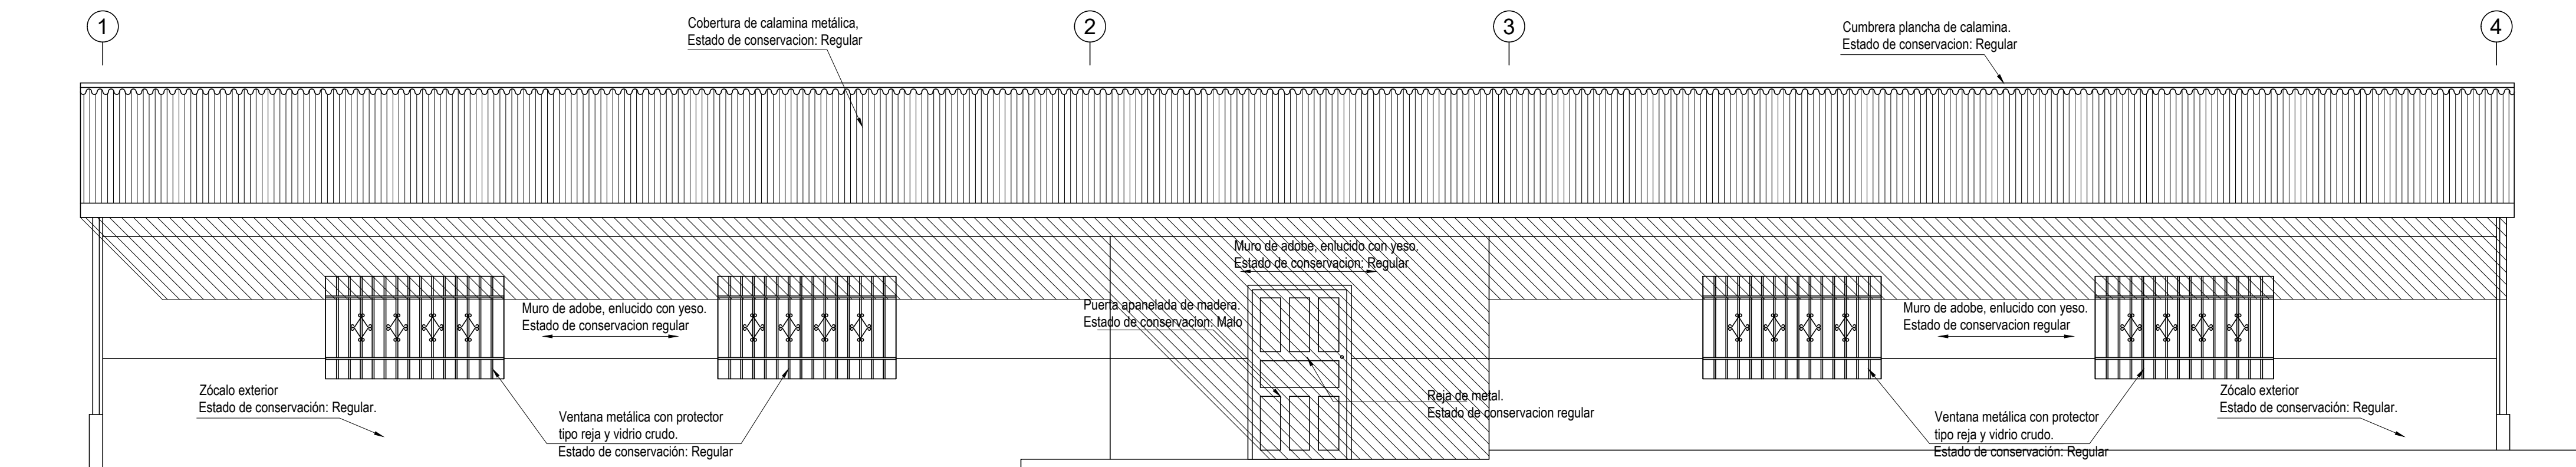 1
2
3
4
Cobertura de calamina metálica,
Estado de conservacion: Regular
Cumbrera plancha de calamina.
Estado de conservacion: Regular
Muro de adobe, enlucido con yeso.
Estado de conservacion: Regular
Muro de adobe, enlucido con yeso.
Estado de conservacion regular
Puerta apanelada de madera.
Estado de conservacion: Malo
Muro de adobe, enlucido con yeso.
Estado de conservacion regular
Zócalo exterior
Estado de conservación: Regular.
Ventana metálica con protector
tipo reja y vidrio crudo.
Estado de conservación: Regular
Reja de metal.
Estado de conservacion regular
Ventana metálica con protector
tipo reja y vidrio crudo.
Estado de conservación: Regular
Zócalo exterior
Estado de conservación: Regular.